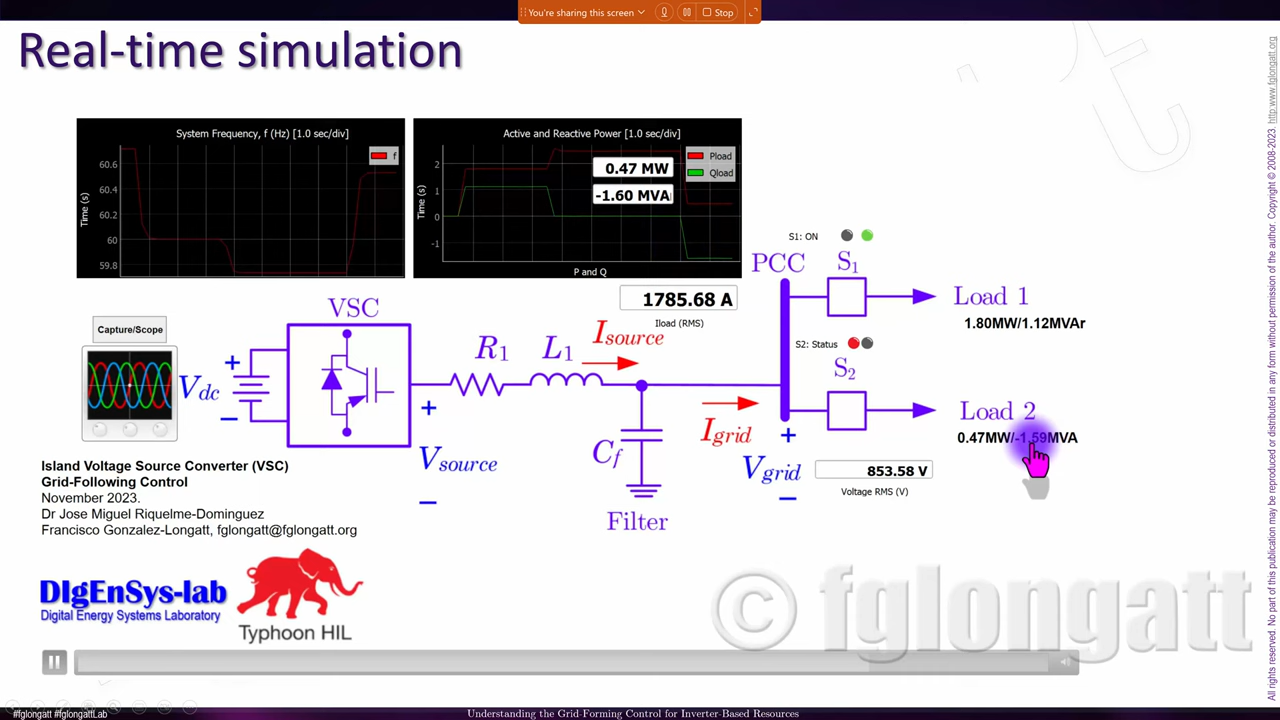 You're sharing this screen
Stop
Real-time simulation
System Frequency, f (Hz) [1.0 sec/div]
f
60.6
60.4
60.2
60
59.8
Time (s)
Active and Reactive Power [1.0 sec/div]
Pload
Qload
2
1
0
-1
Time (s)
0.47 MW
-1.60 MVA
P and Q
1785.68 A
Iload (RMS)
S1: ON
PCC
S1
Load 1
1.80MW/1.12MVAr
S2: Status
S2
Load 2
0.47MW/-1.59MVA
Capture/Scope
VSC
Vdc
+
−
R1
L1
Isource
Igrid
+
Vsource
−
Cf
Filter
+
Vgrid
−
853.58 V
Voltage RMS (V)
Island Voltage Source Converter (VSC)
Grid-Following Control
November 2023.
Dr Jose Miguel Riquelme-Dominguez
Francisco Gonzalez-Longatt, fglongatt@fglongatt.org
DIgEnSys-lab
Digital Energy Systems Laboratory
Typhoon HIL
© fglongatt
#fglongatt #fglongattLab
Understanding the Grid-Forming Control for Inverter-Based Resources
All rights reserved. No part of this publication may be reproduced or distributed in any form without permission of the author. Copyright © 2008-2023. http:www.fglongatt.org